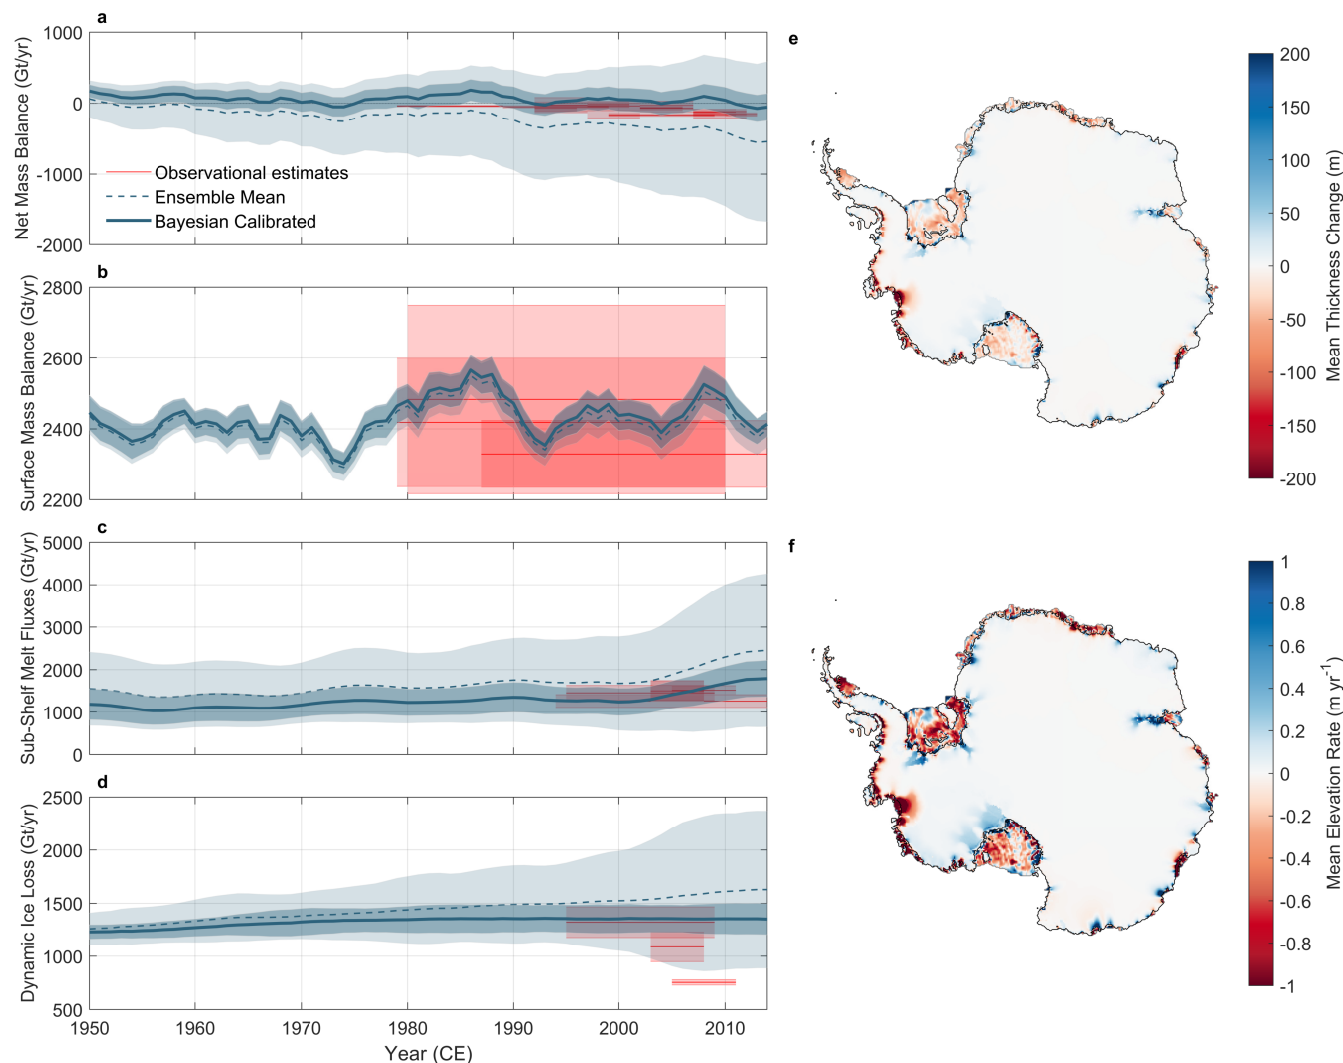 a
1000
0
-1000
-2000
Net Mass Balance (Gt/yr)
Observational estimates
Ensemble Mean
Bayesian Calibrated
b
2800
2600
2400
2200
Surface Mass Balance (Gt/yr)
c
5000
4000
3000
2000
1000
0
Sub-Shelf Melt Fluxes (Gt/yr)
d
2500
2000
1500
1000
500
Dynamic Ice Loss (Gt/yr)
1950 1960 1970 1980 1990 2000 2010
Year (CE)
e
200
150
100
50
0
-50
-100
-150
-200
Mean Thickness Change (m)
f
1
0.8
0.6
0.4
0.2
0
-0.2
-0.4
-0.6
-0.8
-1
Mean Elevation Rate (m yr⁻¹)